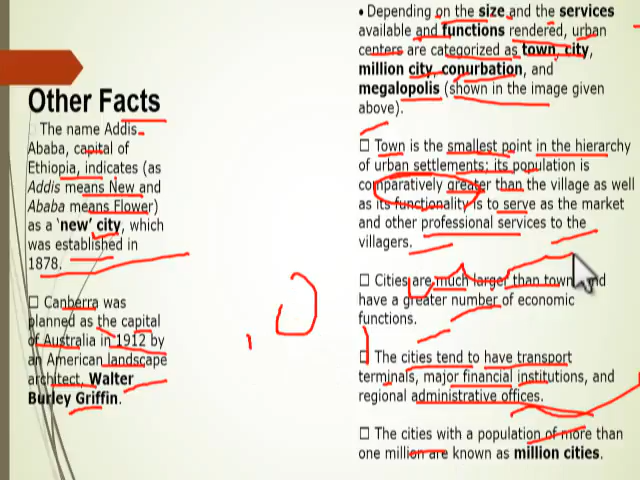 Other Facts
The name Addis
Ababa, capital of
Ethiopia, indicates (as
Addis means New and
Ababa means Flower)
as a ‘new’ city, which
was established in
1878.
□ Canberra was
planned as the capital
of Australia in 1912 by
an American landscape
architect, Walter
Burley Griffin.
• Depending on the size and the services
available and functions rendered, urban
centers are categorized as town, city,
million city, conurbation, and
megalopolis (shown in the image given
above).
□ Town is the smallest point in the hierarchy
of urban settlements; its population is
comparatively greater than the village as well
as its functionality is to serve as the market
and other professional services to the
villagers.
□ Cities are much larger than town and
have a greater number of economic
functions.
□ The cities tend to have transport
terminals, major financial institutions, and
regional administrative offices.
□ The cities with a population of more than
one million are known as million cities.